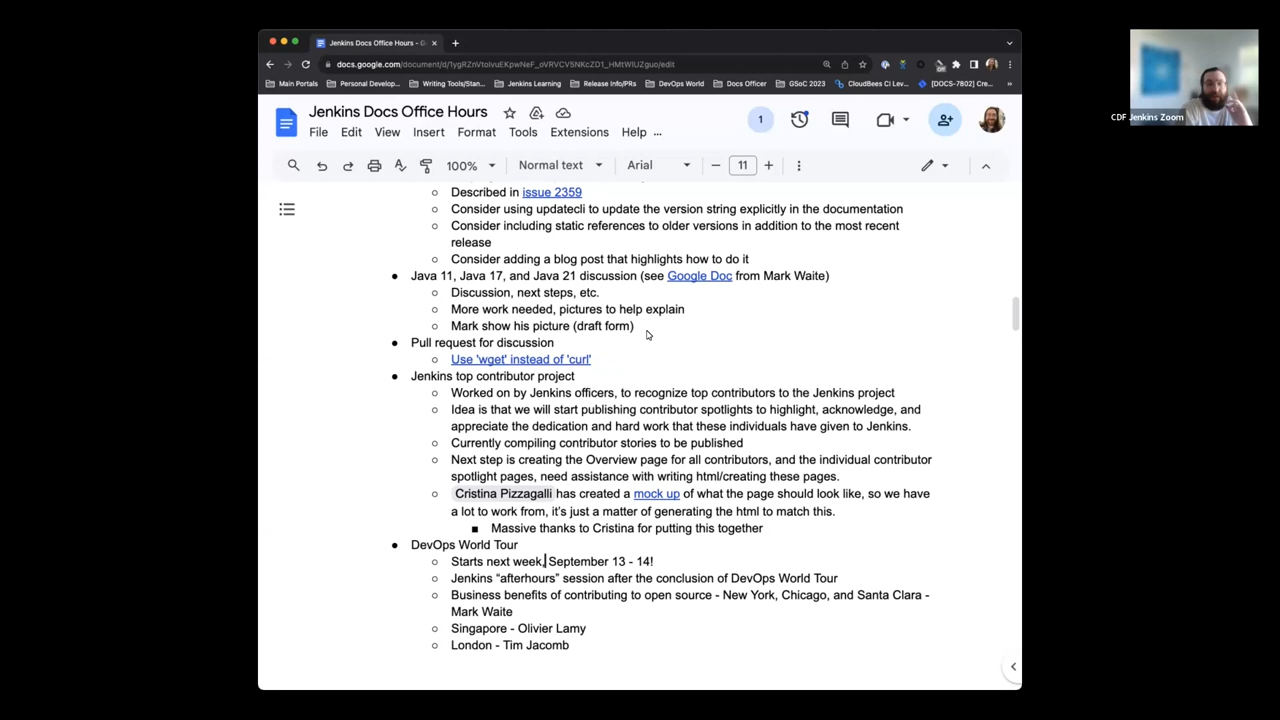 Jenkins Docs Office Hours - G
docs.google.com/document/d/1ygRZnVtolvuEKpwNeF_oVRVCV5NKcZD1_HMtWlUZguo/edit
Main Portals
Personal Develop...
Writing Tools/Stan...
Jenkins Learning
Release Info/PRs
DevOps World
Docs Officer
GSoC 2023
CloudBees CI Lev...
[DOCS-7802] Cre...
Jenkins Docs Office Hours
File Edit View Insert Format Tools Extensions Help ...
1
100% Normal text Arial 11
Described in issue 2359
Consider using updatecli to update the version string explicitly in the documentation
Consider including static references to older versions in addition to the most recent
release
Consider adding a blog post that highlights how to do it
Java 11, Java 17, and Java 21 discussion (see Google Doc from Mark Waite)
Discussion, next steps, etc.
More work needed, pictures to help explain
Mark show his picture (draft form)
Pull request for discussion
Use 'wget' instead of 'curl'
Jenkins top contributor project
Worked on by Jenkins officers, to recognize top contributors to the Jenkins project
Idea is that we will start publishing contributor spotlights to highlight, acknowledge, and
appreciate the dedication and hard work that these individuals have given to Jenkins.
Currently compiling contributor stories to be published
Next step is creating the Overview page for all contributors, and the individual contributor
spotlight pages, need assistance with writing html/creating these pages.
Cristina Pizzagalli has created a mock up of what the page should look like, so we have
a lot to work from, it's just a matter of generating the html to match this.
Massive thanks to Cristina for putting this together
DevOps World Tour
Starts next week, September 13 - 14!
Jenkins “afterhours” session after the conclusion of DevOps World Tour
Business benefits of contributing to open source - New York, Chicago, and Santa Clara -
Mark Waite
Singapore - Olivier Lamy
London - Tim Jacomb
CDF Jenkins Zoom